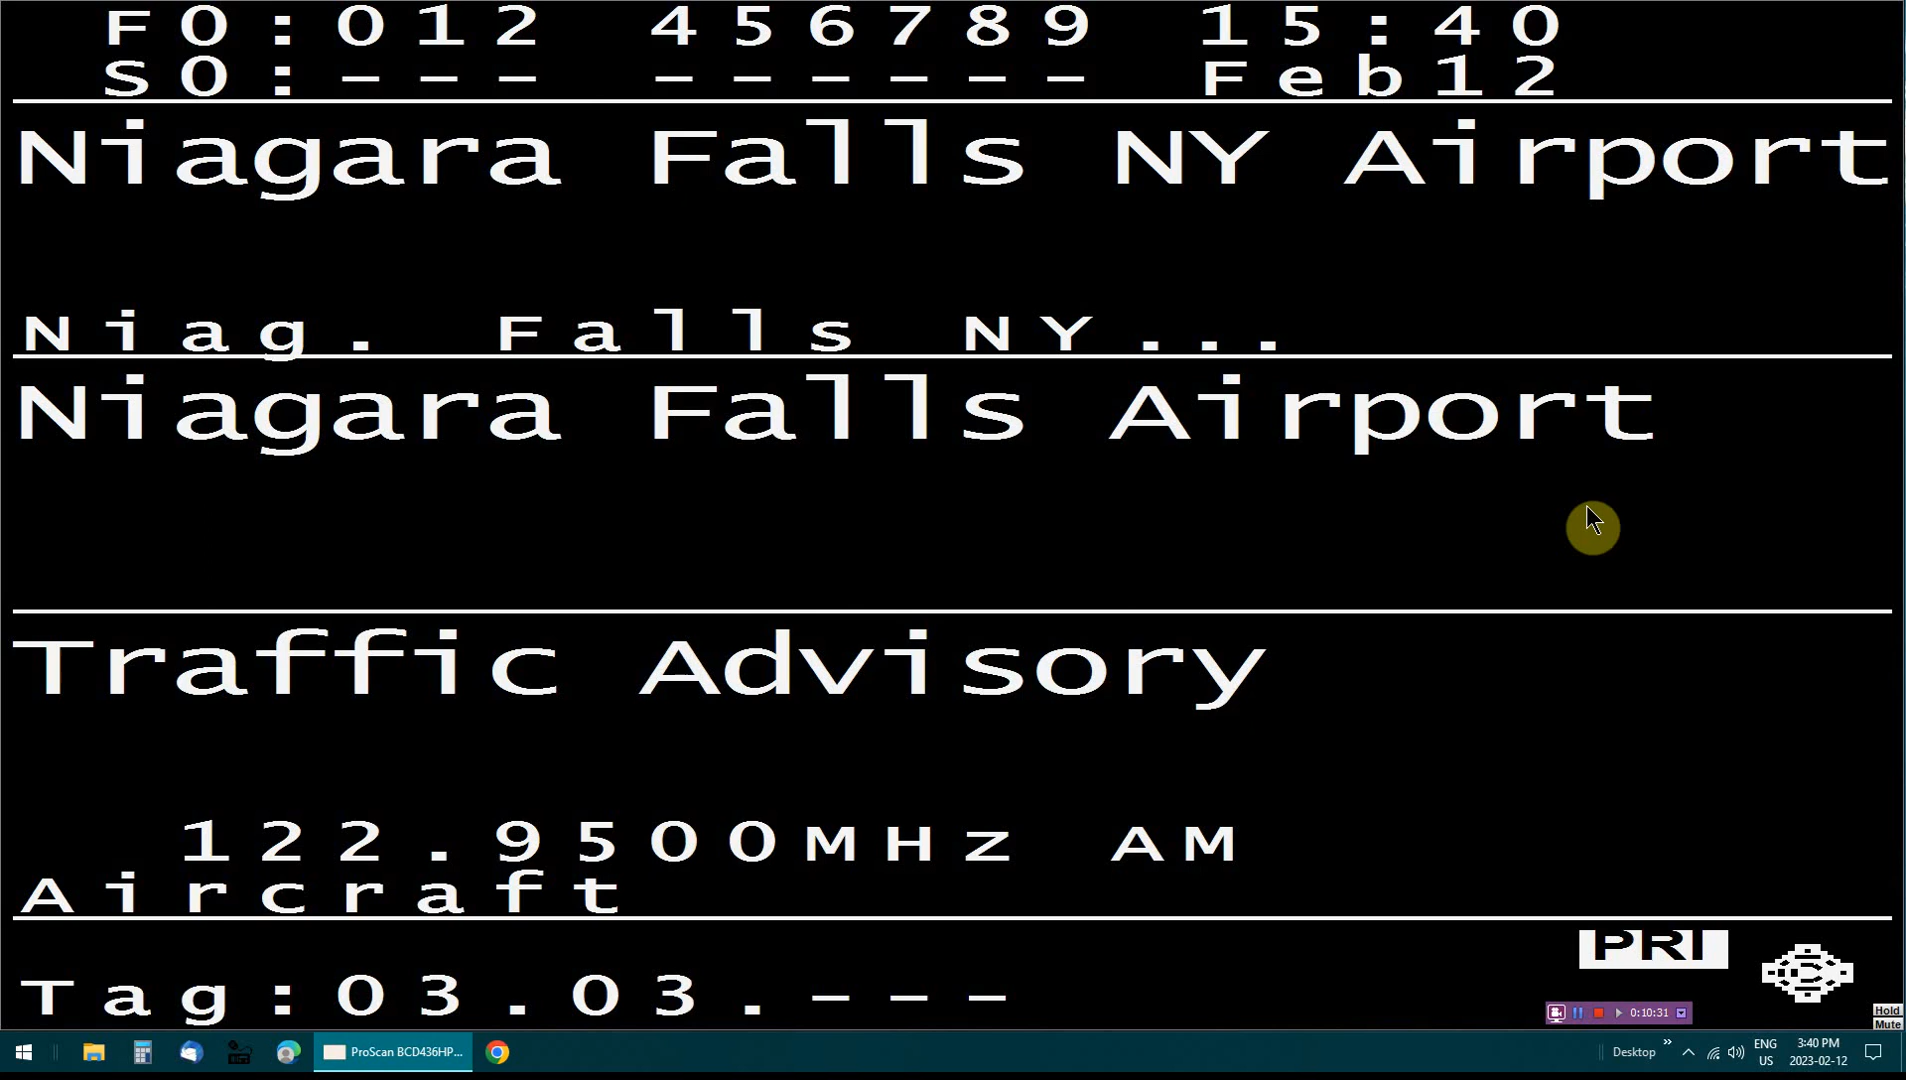 F0:012 456789 15:40
S0:--- ------ Feb12
Niagara Falls NY Airport
Niag. Falls NY...
Niagara Falls Airport
Traffic Advisory
122.9500MHz AM
Aircraft
PRI
C
Tag:03.03.---
0:10:31
Hold
Mute
ProScan BCD436HP...
Desktop
ENG
US
3:40 PM
2023-02-12